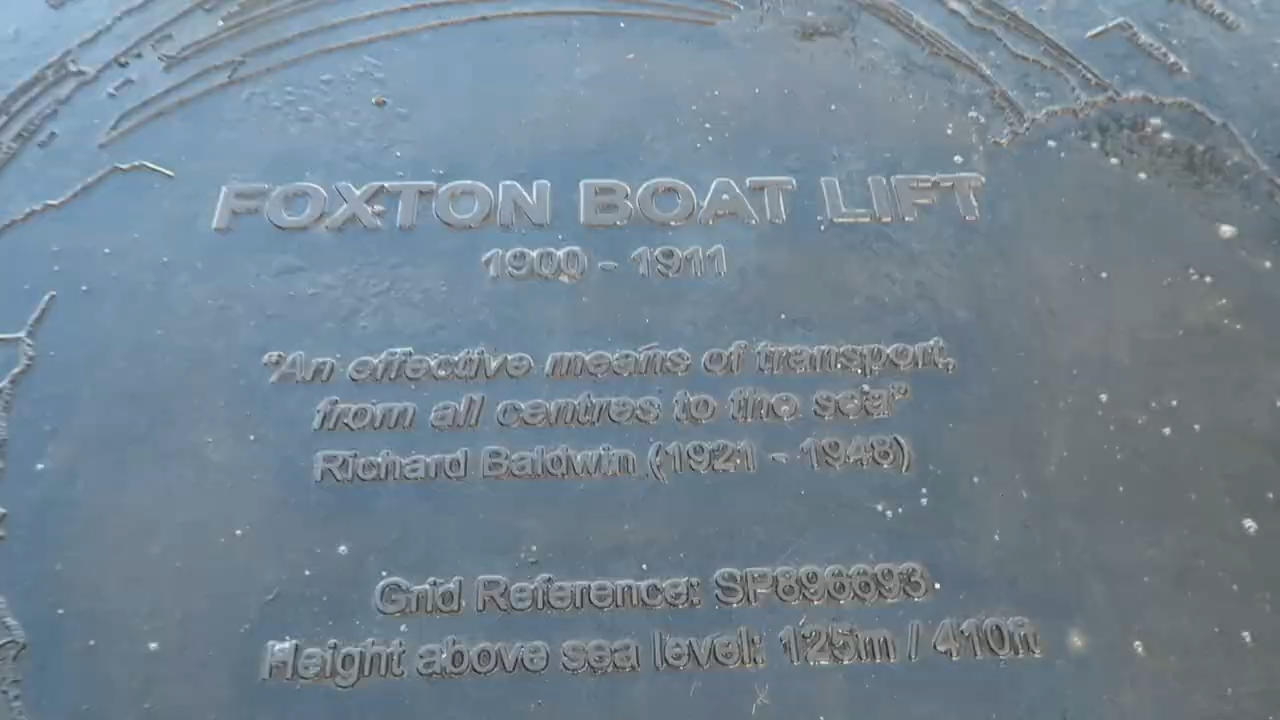 FOXTON BOAT LIFT
1900 - 1911
"An effective means of transport,
from all centres to the sea"
Richard Baldwin (1921 - 1948)
Grid Reference: SP896693
Height above sea level: 125m / 410ft